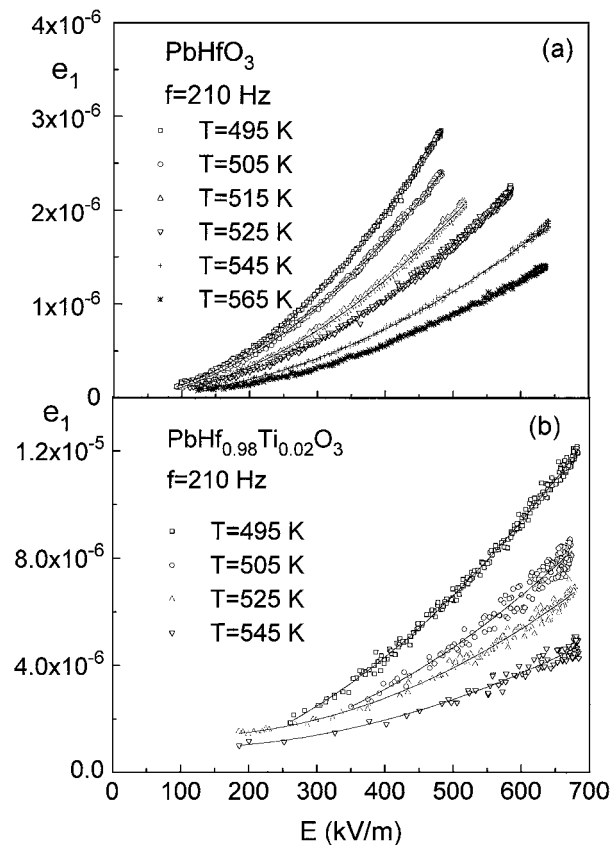 4x10⁻⁶
PbHfO₃
(a)
e₁
f=210 Hz
3x10⁻⁶
T=495 K
T=505 K
2x10⁻⁶
T=515 K
T=525 K
T=545 K
1x10⁻⁶
T=565 K
0
e₁
(b)
PbHf₀.₉₈Ti₀.₀₂O₃
1.2x10⁻⁵
f=210 Hz
T=495 K
8.0x10⁻⁶
T=505 K
T=525 K
4.0x10⁻⁶
T=545 K
0.0
0 100 200 300 400 500 600 700
E (kV/m)